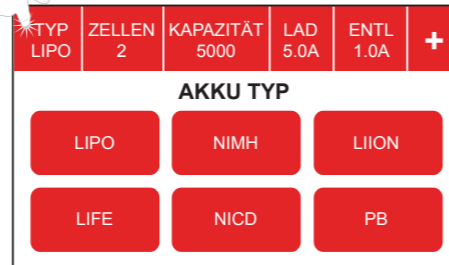 TYP ZELLEN KAPAZITÄT LAD ENTL +
LIPO 2 5000 5.0A 1.0A
AKKU TYP
LIPO NIMH LIION
LIFE NICD PB